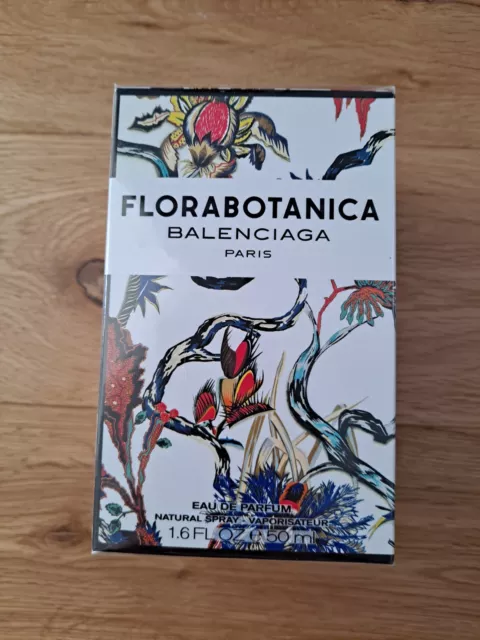 FLORABOTANICA
BALENCIAGA
PARIS
EAU DE PARFUM
NATURAL SPRAY - VAPORISATEUR
1.6 FL OZ e 50 ml